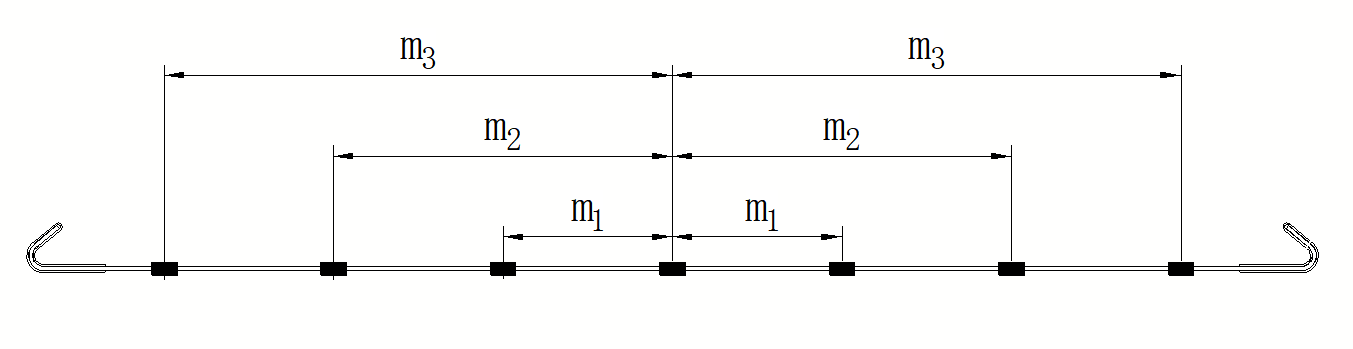 m₃ m₃
m₂ m₂
m₁ m₁